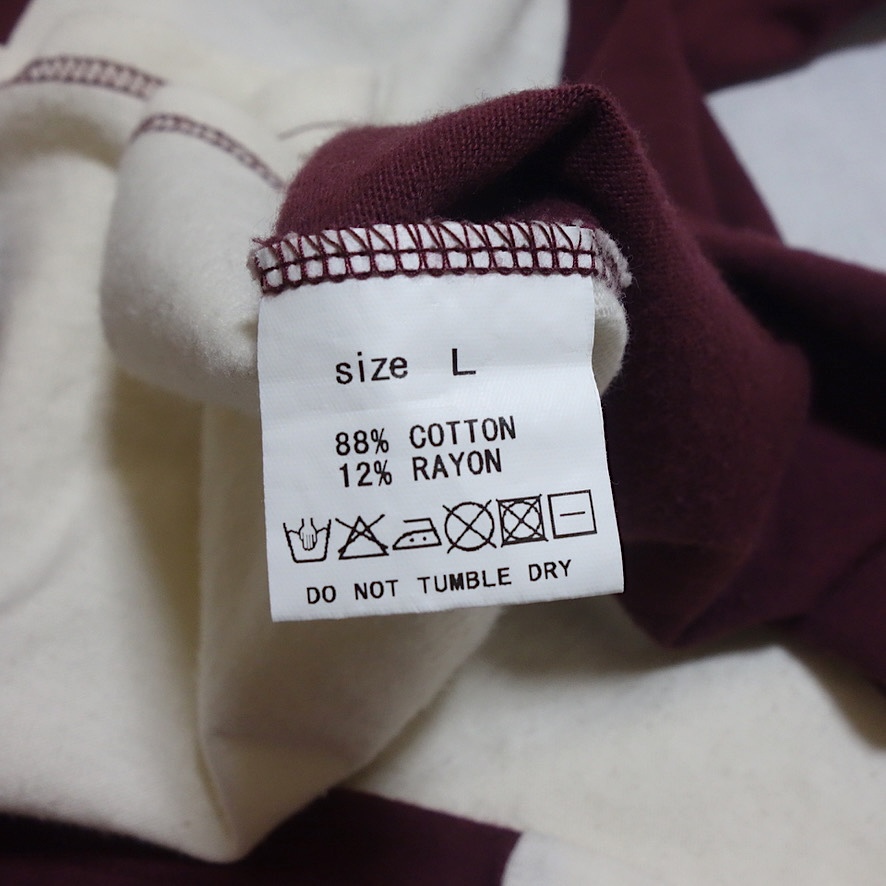 size L
88% COTTON
12% RAYON
DO NOT TUMBLE DRY